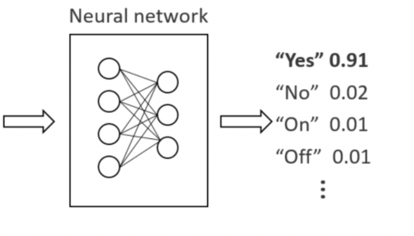 Neural network
“Yes” 0.91
“No” 0.02
“On” 0.01
“Off” 0.01
⋮